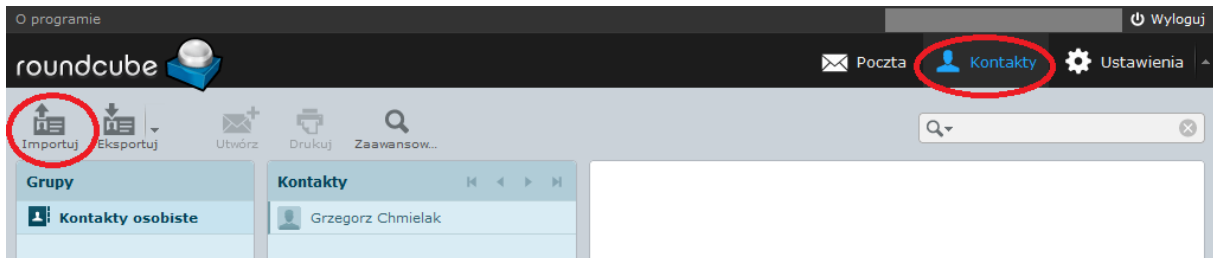 O programie
Wyloguj
roundcube
Poczta
Kontakty
Ustawienia
Importuj
Eksportuj
Utwórz
Drukuj
Zaawansow...
Grupy
Kontakty
Kontakty osobiste
Grzegorz Chmielak